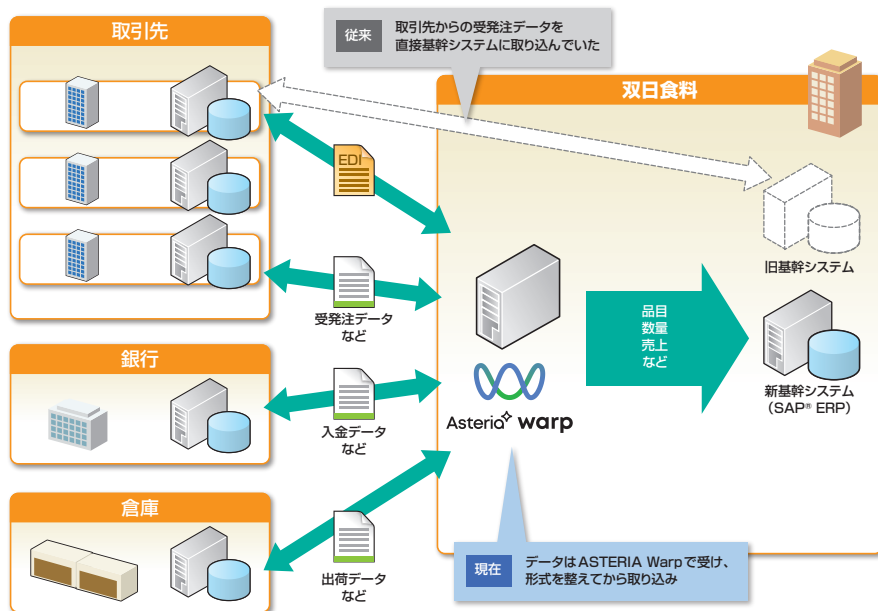 取引先
従来
取引先からの受発注データを
直接基幹システムに取り込んでいた
双日食料
EDI
旧基幹システム
受発注データ
など
品目
数量
売上
など
新基幹システム
（SAP® ERP）
銀行
入金データ
など
Asteria warp
倉庫
出荷データ
など
現在
データはASTERIA Warpで受け、
形式を整えてから取り込み